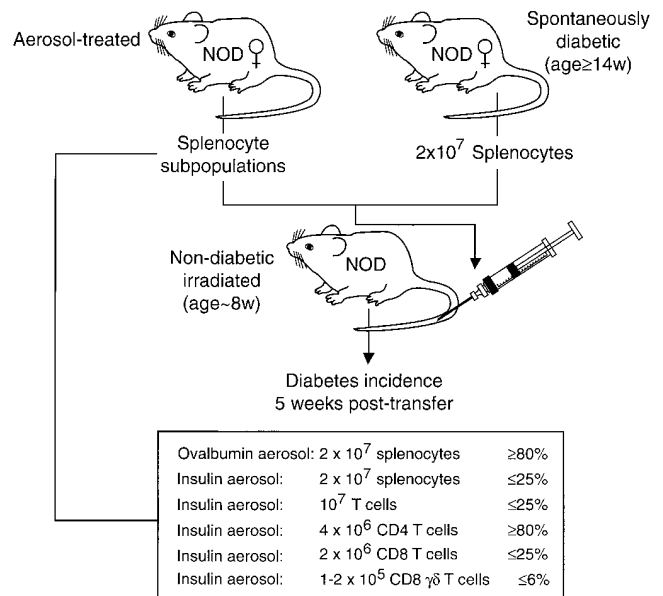 Aerosol-treated
NOD ♀
NOD ♀
Spontaneously
diabetic
(age≥14w)
Splenocyte
subpopulations
2x10⁷ Splenocytes
Non-diabetic
irradiated
(age~8w)
NOD
Diabetes incidence
5 weeks post-transfer
Ovalbumin aerosol: 2 x 10⁷ splenocytes ≥80%
Insulin aerosol: 2 x 10⁷ splenocytes ≤25%
Insulin aerosol: 10⁷ T cells ≤25%
Insulin aerosol: 4 x 10⁶ CD4 T cells ≥80%
Insulin aerosol: 2 x 10⁶ CD8 T cells ≤25%
Insulin aerosol: 1-2 x 10⁵ CD8 γδ T cells ≤6%